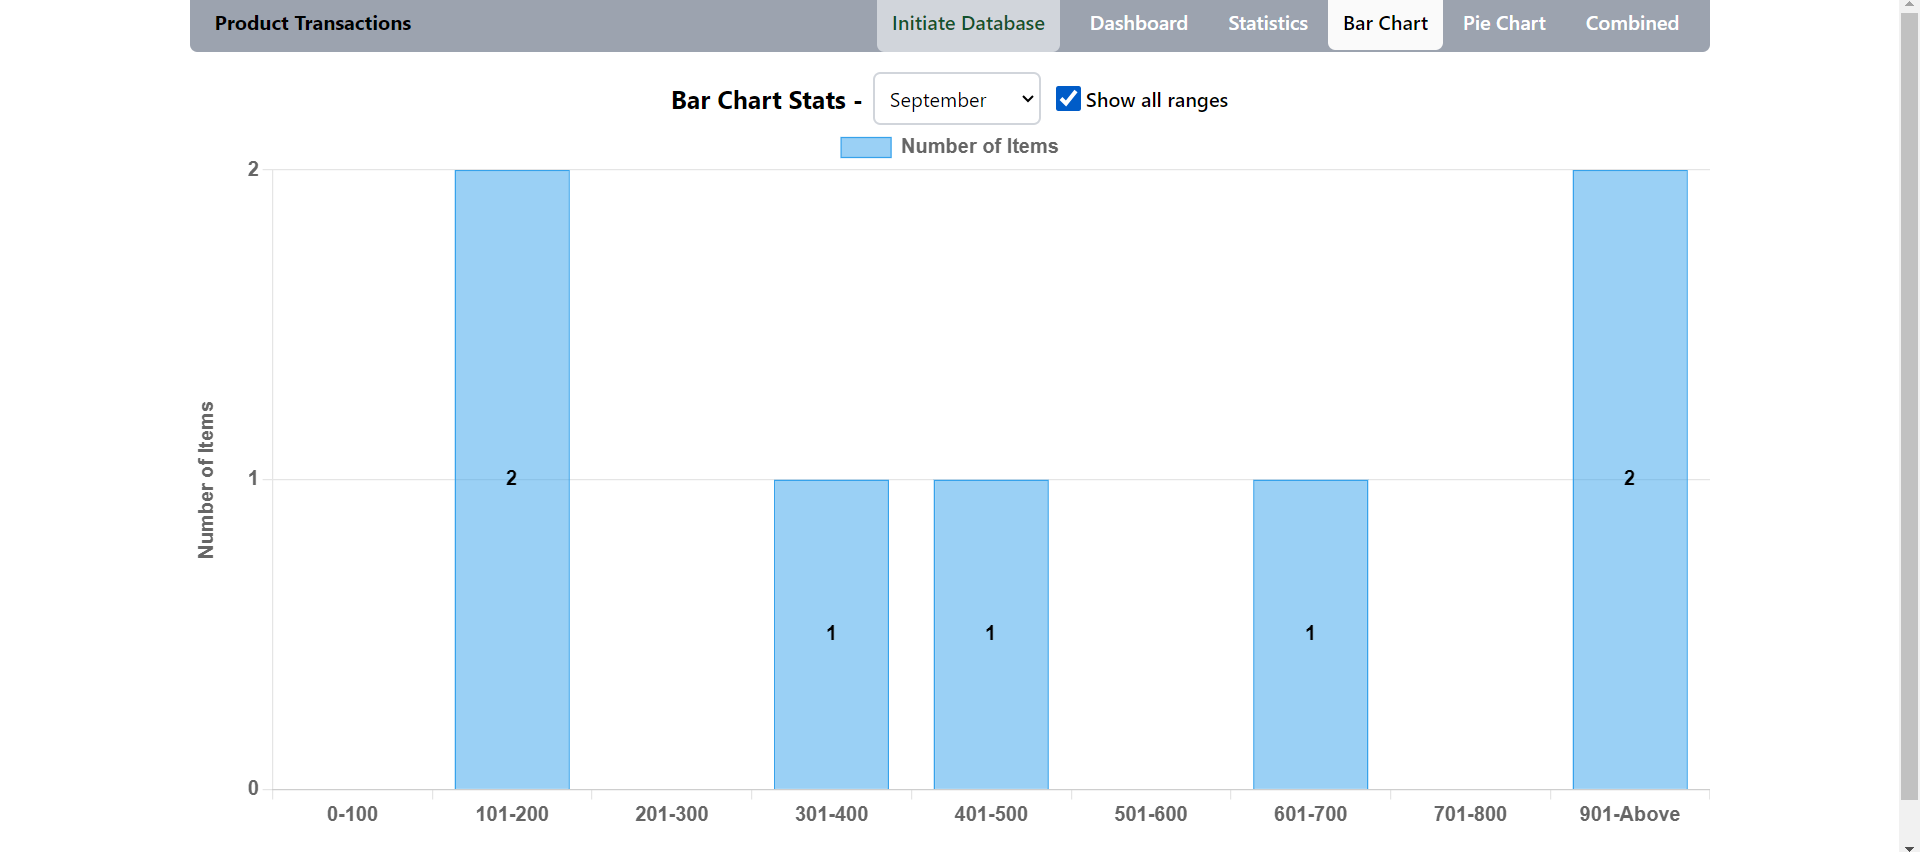 Product Transactions
Initiate Database
Dashboard
Statistics
Bar Chart
Pie Chart
Combined
Bar Chart Stats -
September
Show all ranges
Number of Items
2
1
0
Number of Items
2
1
1
1
2
0-100
101-200
201-300
301-400
401-500
501-600
601-700
701-800
901-Above